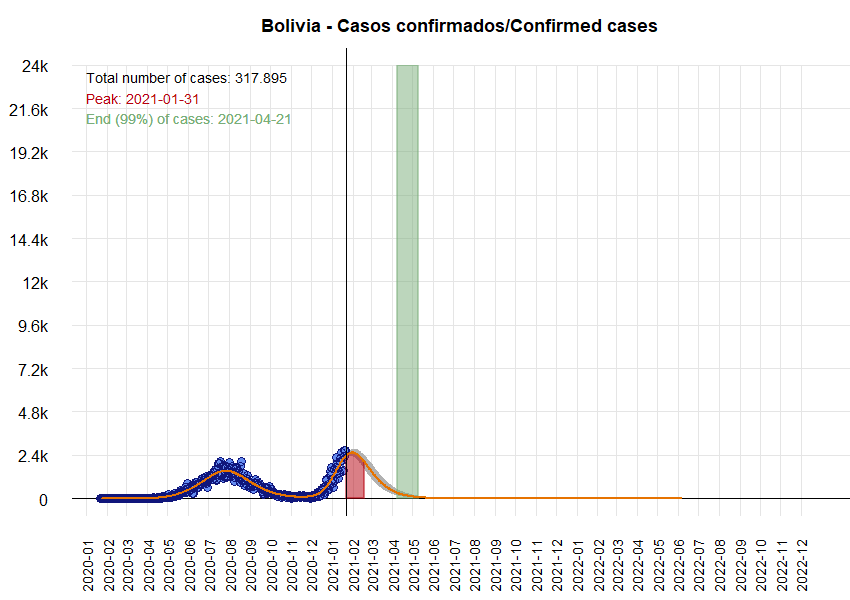 Bolivia - Casos confirmados/Confirmed cases
24k
21.6k
19.2k
16.8k
14.4k
12k
9.6k
7.2k
4.8k
2.4k
0
Total number of cases: 317.895
Peak: 2021-01-31
End (99%) of cases: 2021-04-21
2020-01
2020-02
2020-03
2020-04
2020-05
2020-06
2020-07
2020-08
2020-09
2020-10
2020-11
2020-12
2021-01
2021-02
2021-03
2021-04
2021-05
2021-06
2021-07
2021-08
2021-09
2021-10
2021-11
2021-12
2022-01
2022-02
2022-03
2022-04
2022-05
2022-06
2022-07
2022-08
2022-09
2022-10
2022-11
2022-12